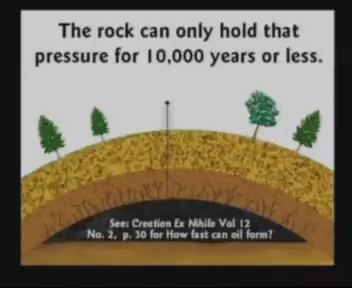 The rock can only hold that
pressure for 10,000 years or less.
See: Creation Ex Nihilo Vol 12
No. 2, p. 30 for How fast can oil form?